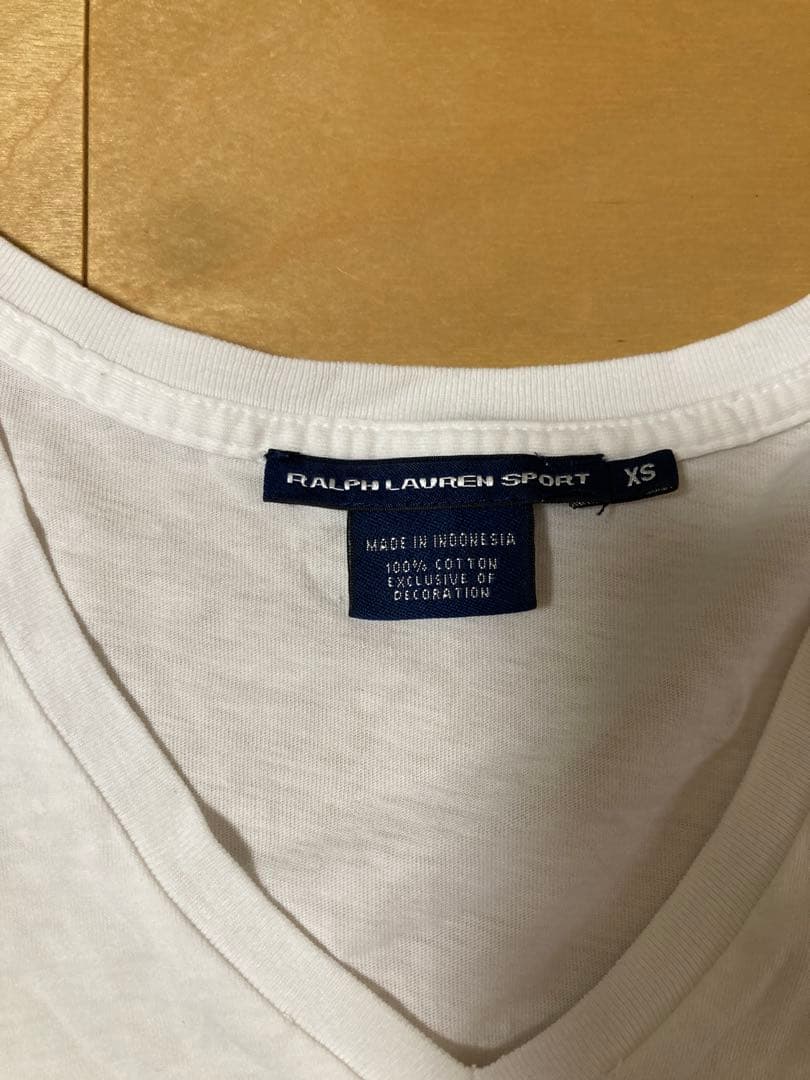 RALPH LAUREN SPORT XS
MADE IN INDONESIA
100% COTTON
EXCLUSIVE OF
DECORATION